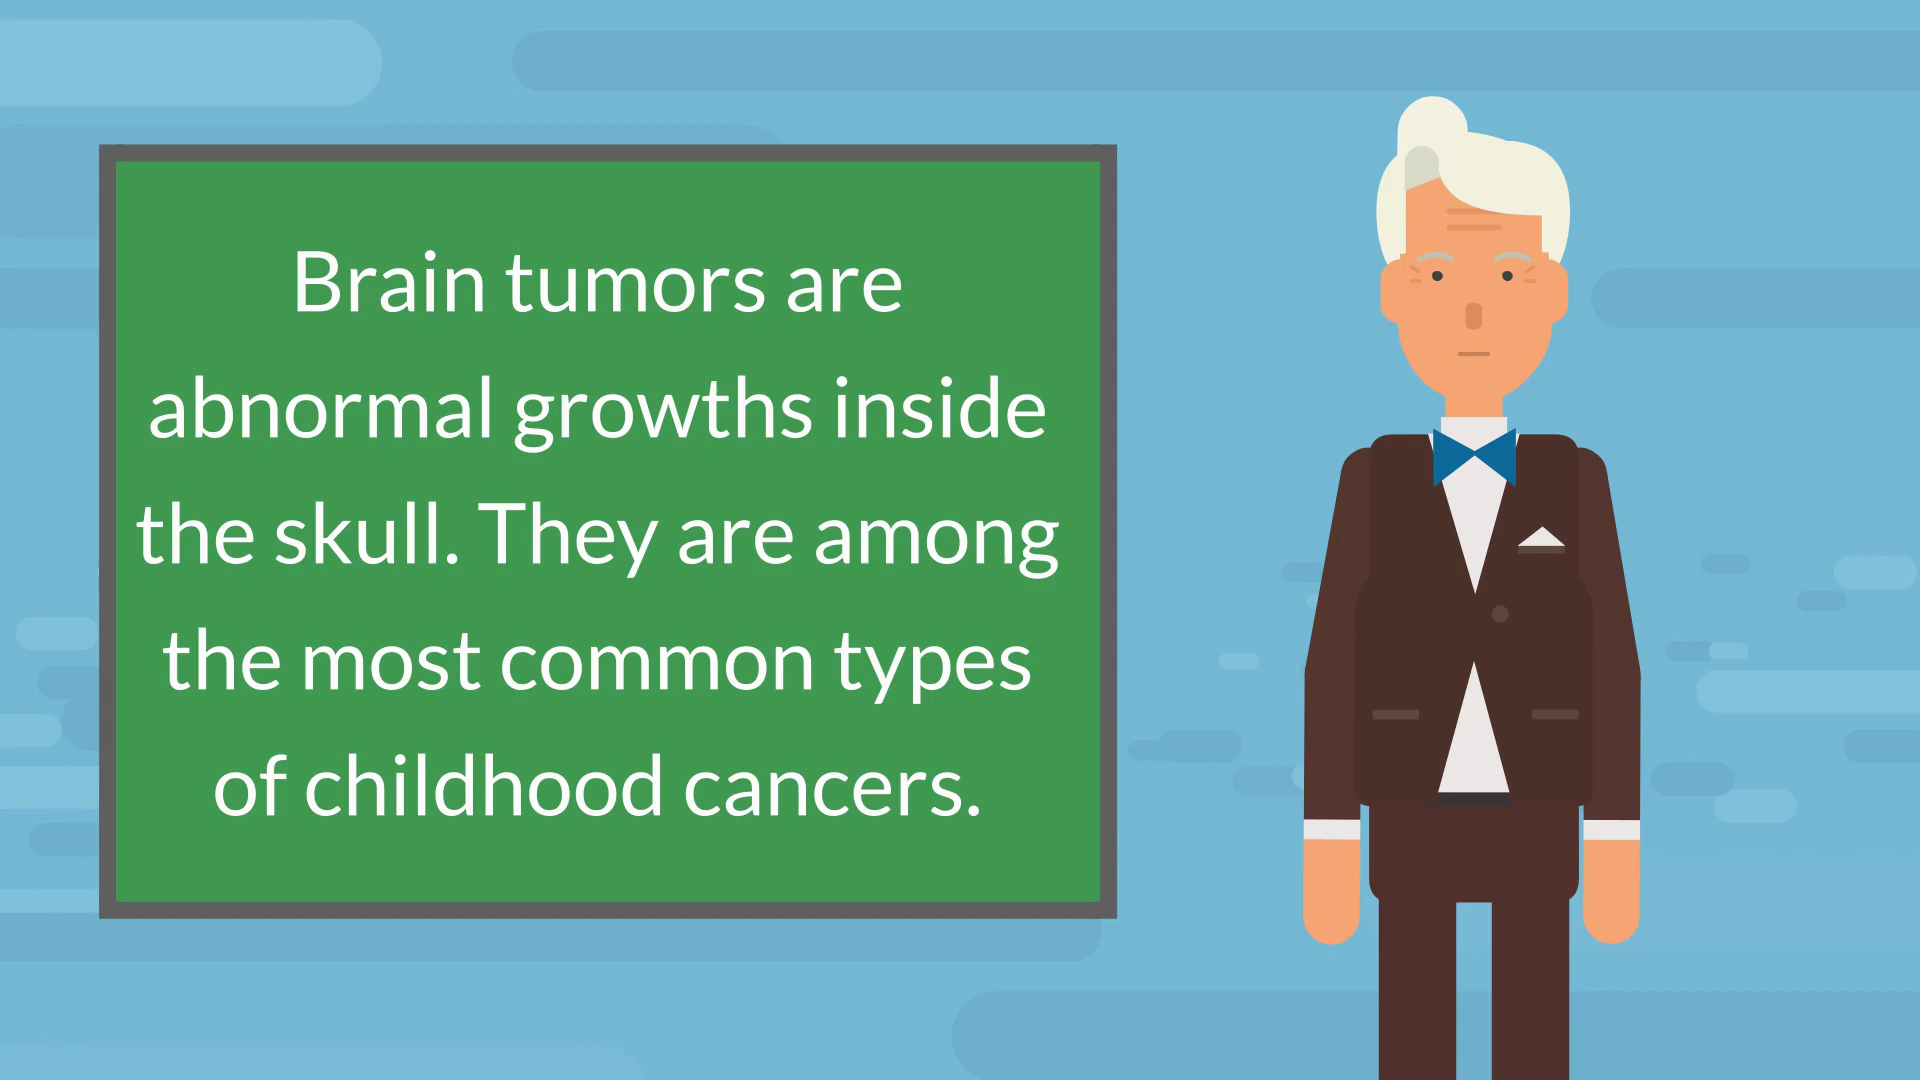 Brain tumors are
abnormal growths inside
the skull. They are among
the most common types
of childhood cancers.